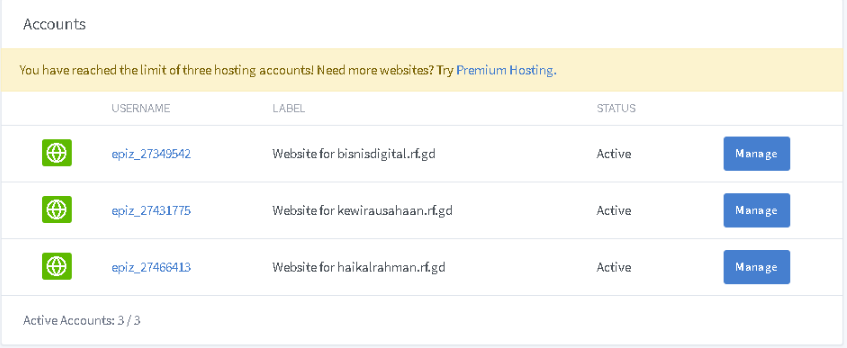 Accounts
You have reached the limit of three hosting accounts! Need more websites? Try Premium Hosting.
USERNAME LABEL STATUS
epiz_27349542 Website for bisnisdigital.rf.gd Active Manage
epiz_27431775 Website for kewirausahaan.rf.gd Active Manage
epiz_27466413 Website for haikalrahman.rf.gd Active Manage
Active Accounts: 3 / 3